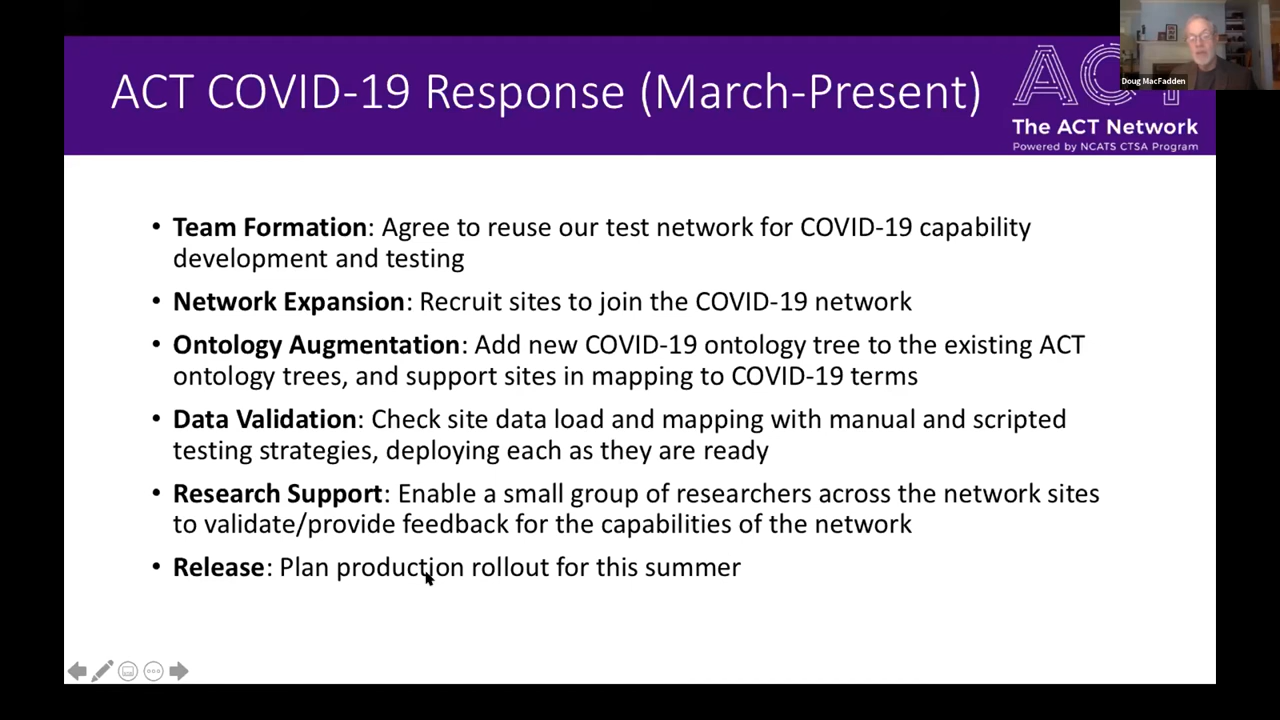 ACT COVID-19 Response (March-Present)
ACT
Doug MacFadden
The ACT Network
Powered by NCATS CTSA Program
• Team Formation: Agree to reuse our test network for COVID-19 capability
development and testing
• Network Expansion: Recruit sites to join the COVID-19 network
• Ontology Augmentation: Add new COVID-19 ontology tree to the existing ACT
ontology trees, and support sites in mapping to COVID-19 terms
• Data Validation: Check site data load and mapping with manual and scripted
testing strategies, deploying each as they are ready
• Research Support: Enable a small group of researchers across the network sites
to validate/provide feedback for the capabilities of the network
• Release: Plan production rollout for this summer